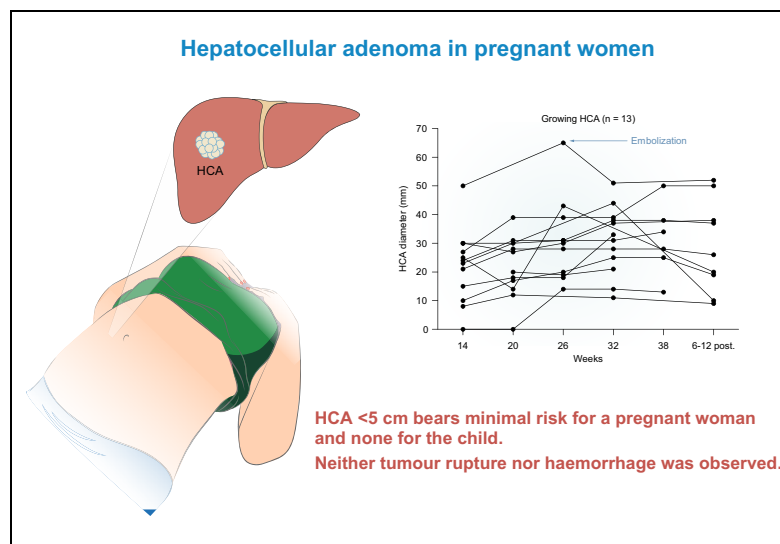 Hepatocellular adenoma in pregnant women
HCA
Growing HCA (n = 13)
Embolization
HCA diameter (mm)
70
60
50
40
30
20
10
0
14 20 26 32 38 6-12 post.
Weeks
HCA <5 cm bears minimal risk for a pregnant woman
and none for the child.
Neither tumour rupture nor haemorrhage was observed.